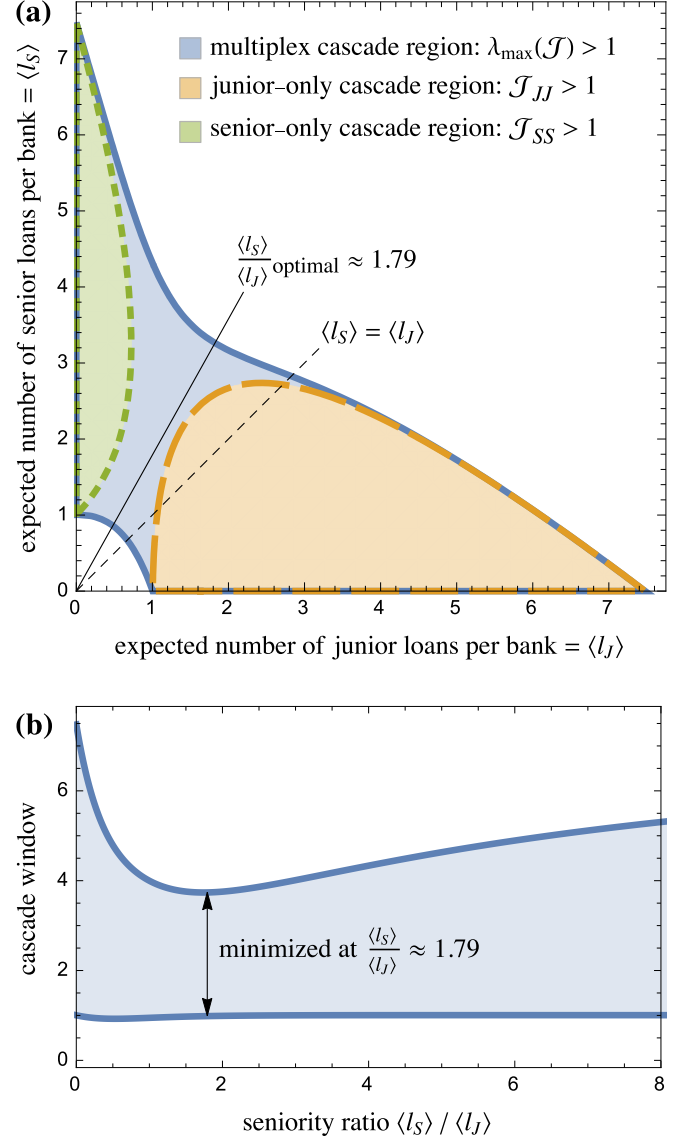 (a)
multiplex cascade region: λmax(𝒥) > 1
junior–only cascade region: 𝒥JJ > 1
senior–only cascade region: 𝒥SS > 1
⟨lS⟩/⟨lJ⟩ optimal ≈ 1.79
⟨lS⟩ = ⟨lJ⟩
expected number of senior loans per bank = ⟨lS⟩
7
6
5
4
3
2
1
0
0 1 2 3 4 5 6 7
expected number of junior loans per bank = ⟨lJ⟩
(b)
cascade window
6
4
2
0
minimized at ⟨lS⟩/⟨lJ⟩ ≈ 1.79
0 2 4 6 8
seniority ratio ⟨lS⟩ / ⟨lJ⟩